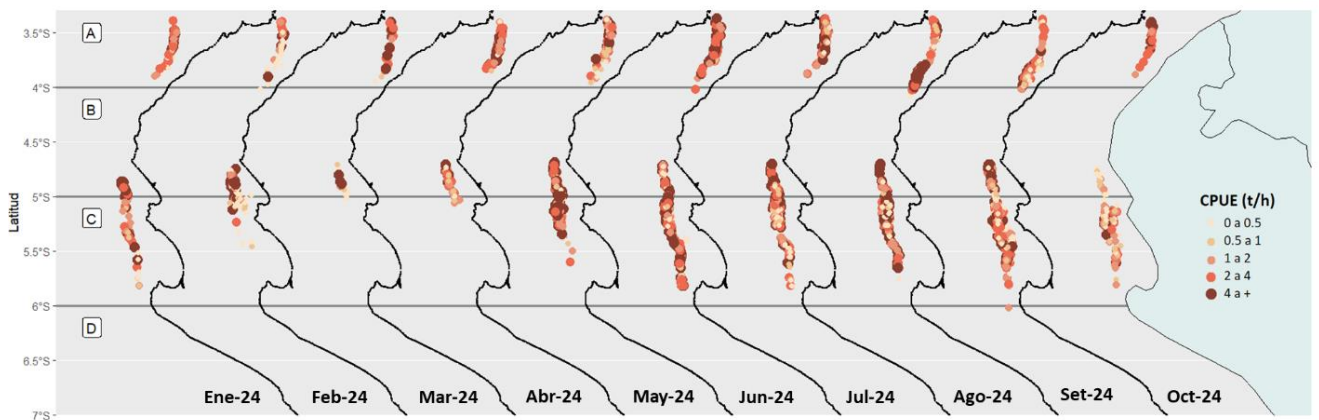 Latitud
3.5°S
4°S
4.5°S
5°S
5.5°S
6°S
6.5°S
7°S
A
B
C
D
CPUE (t/h)
0 a 0.5
0.5 a 1
1 a 2
2 a 4
4 a +
Ene-24 Feb-24 Mar-24 Abr-24 May-24 Jun-24 Jul-24 Ago-24 Set-24 Oct-24